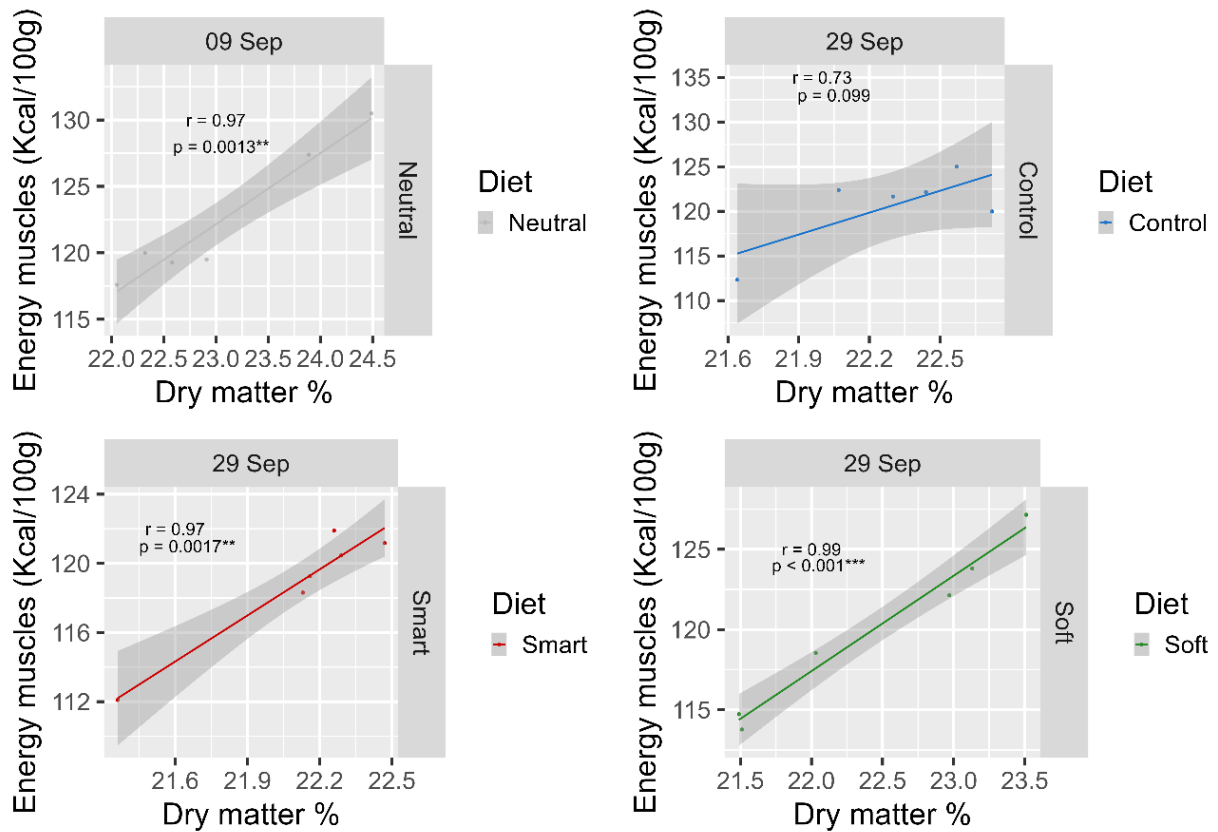 09 Sep
Energy muscles (Kcal/100g)
130
125
120
115
r = 0.97
p = 0.0013**
Neutral
22.0 22.5 23.0 23.5 24.0 24.5
Dry matter %
Diet
Neutral
29 Sep
Energy muscles (Kcal/100g)
135
130
125
120
115
110
r = 0.73
p = 0.099
Control
21.6 21.9 22.2 22.5
Dry matter %
Diet
Control
29 Sep
Energy muscles (Kcal/100g)
124
120
116
112
r = 0.97
p = 0.0017**
Smart
21.6 21.9 22.2 22.5
Dry matter %
Diet
Smart
29 Sep
Energy muscles (Kcal/100g)
125
120
115
r = 0.99
p < 0.001***
Soft
21.5 22.0 22.5 23.0 23.5
Dry matter %
Diet
Soft